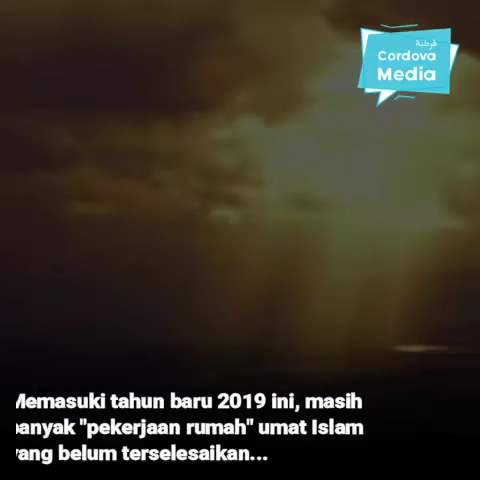 قرطبة
Cordova
Media
Memasuki tahun baru 2019 ini, masih
banyak "pekerjaan rumah" umat Islam
yang belum terselesaikan...